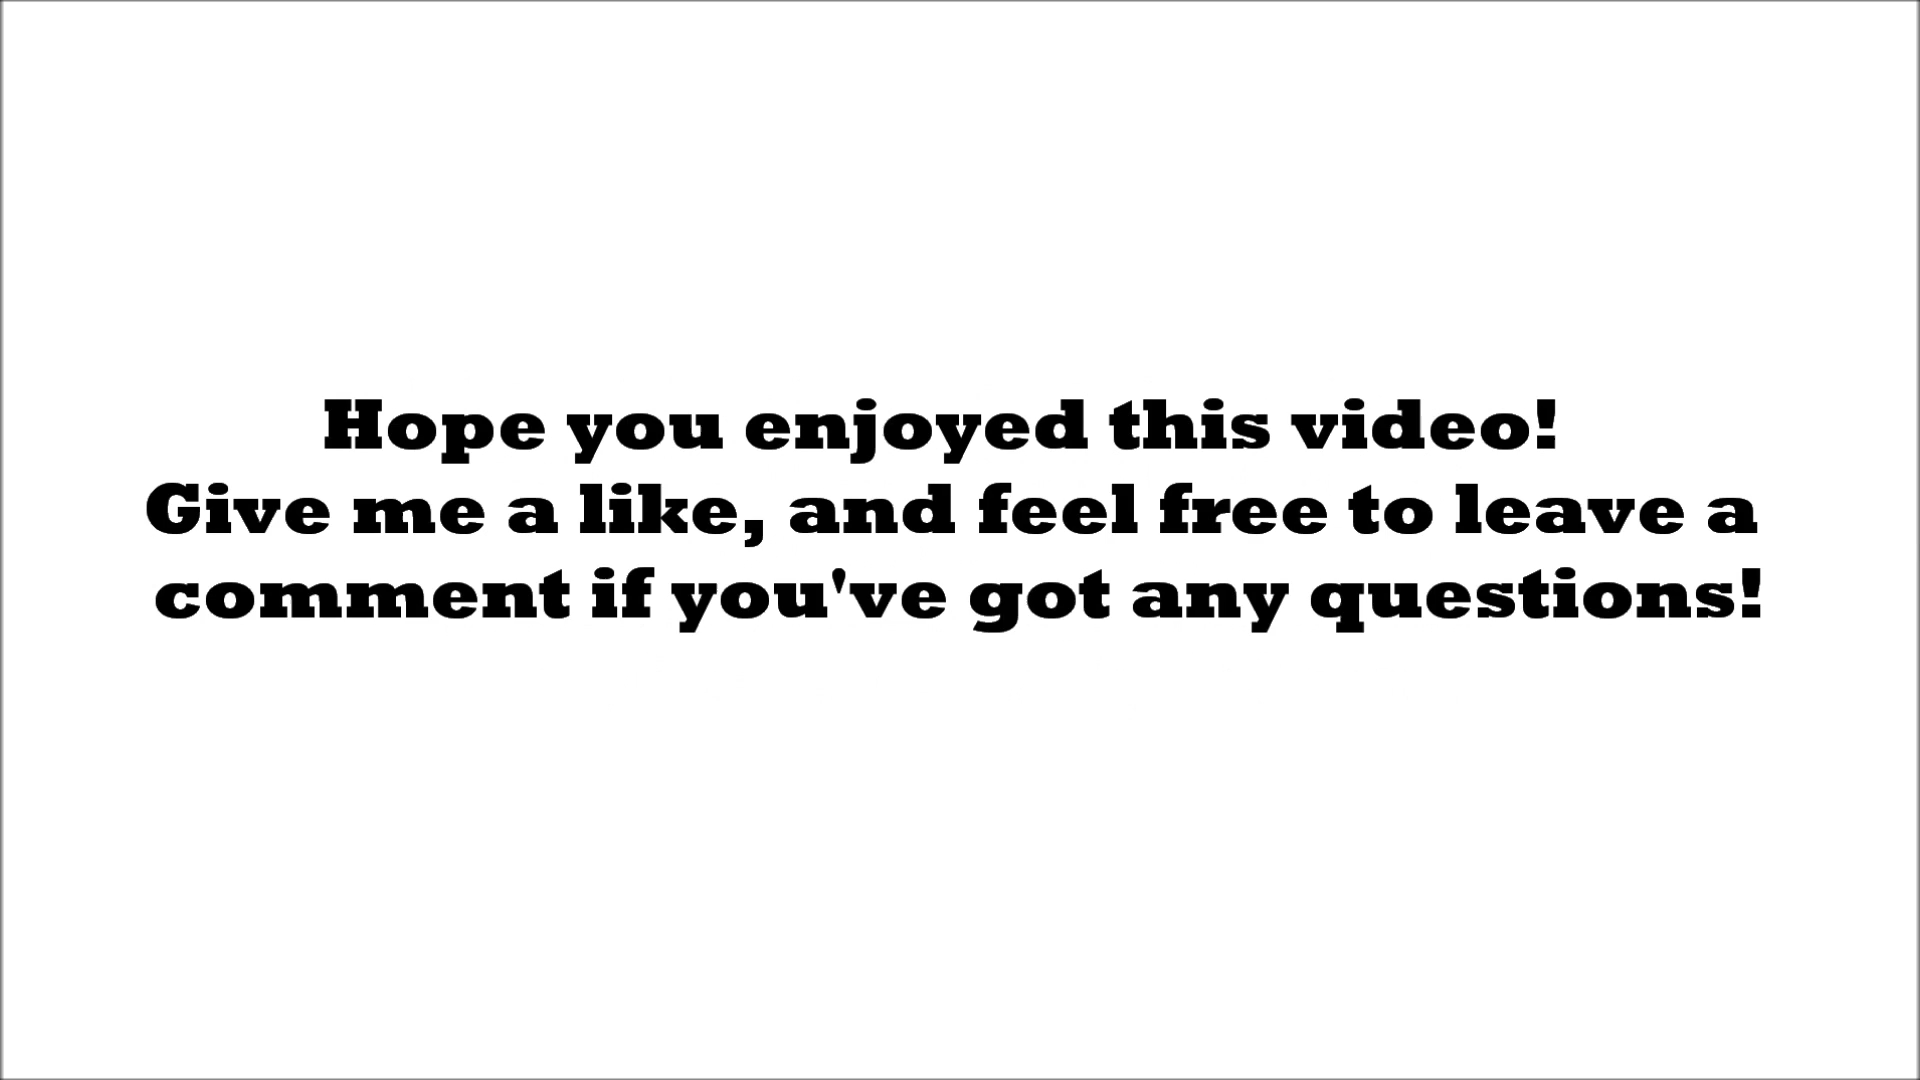 Hope you enjoyed this video!
Give me a like, and feel free to leave a
comment if you've got any questions!